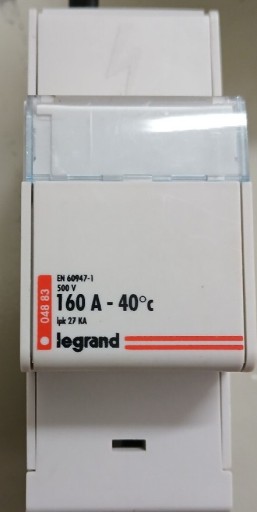 EN 60947-1
500 V
160 A - 40°c
Ipk 27 KA
048 83
legrand